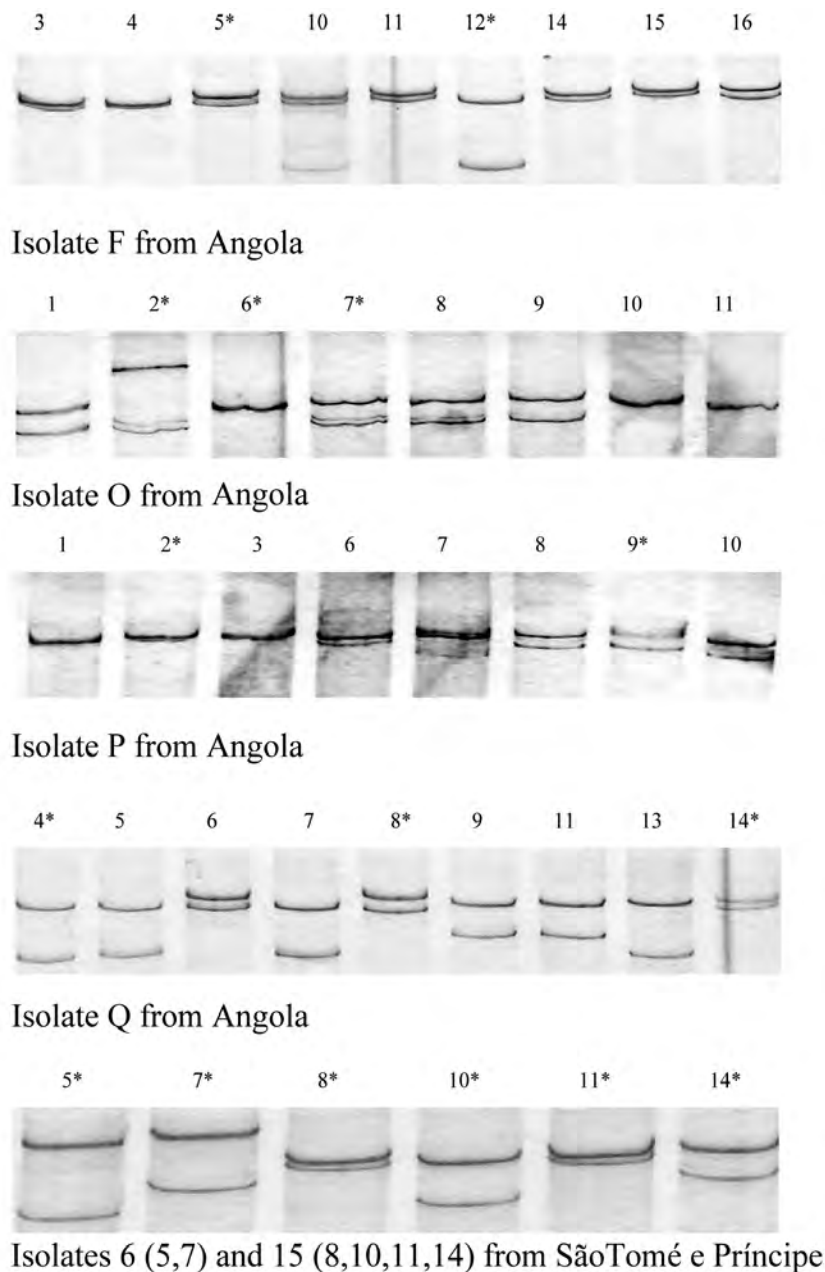 3 4 5* 10 11 12* 14 15 16
Isolate F from Angola
1 2* 6* 7* 8 9 10 11
Isolate O from Angola
1 2* 3 6 7 8 9* 10
Isolate P from Angola
4* 5 6 7 8* 9 11 13 14*
Isolate Q from Angola
5* 7* 8* 10* 11* 14*
Isolates 6 (5,7) and 15 (8,10,11,14) from SãoTomé e Príncipe